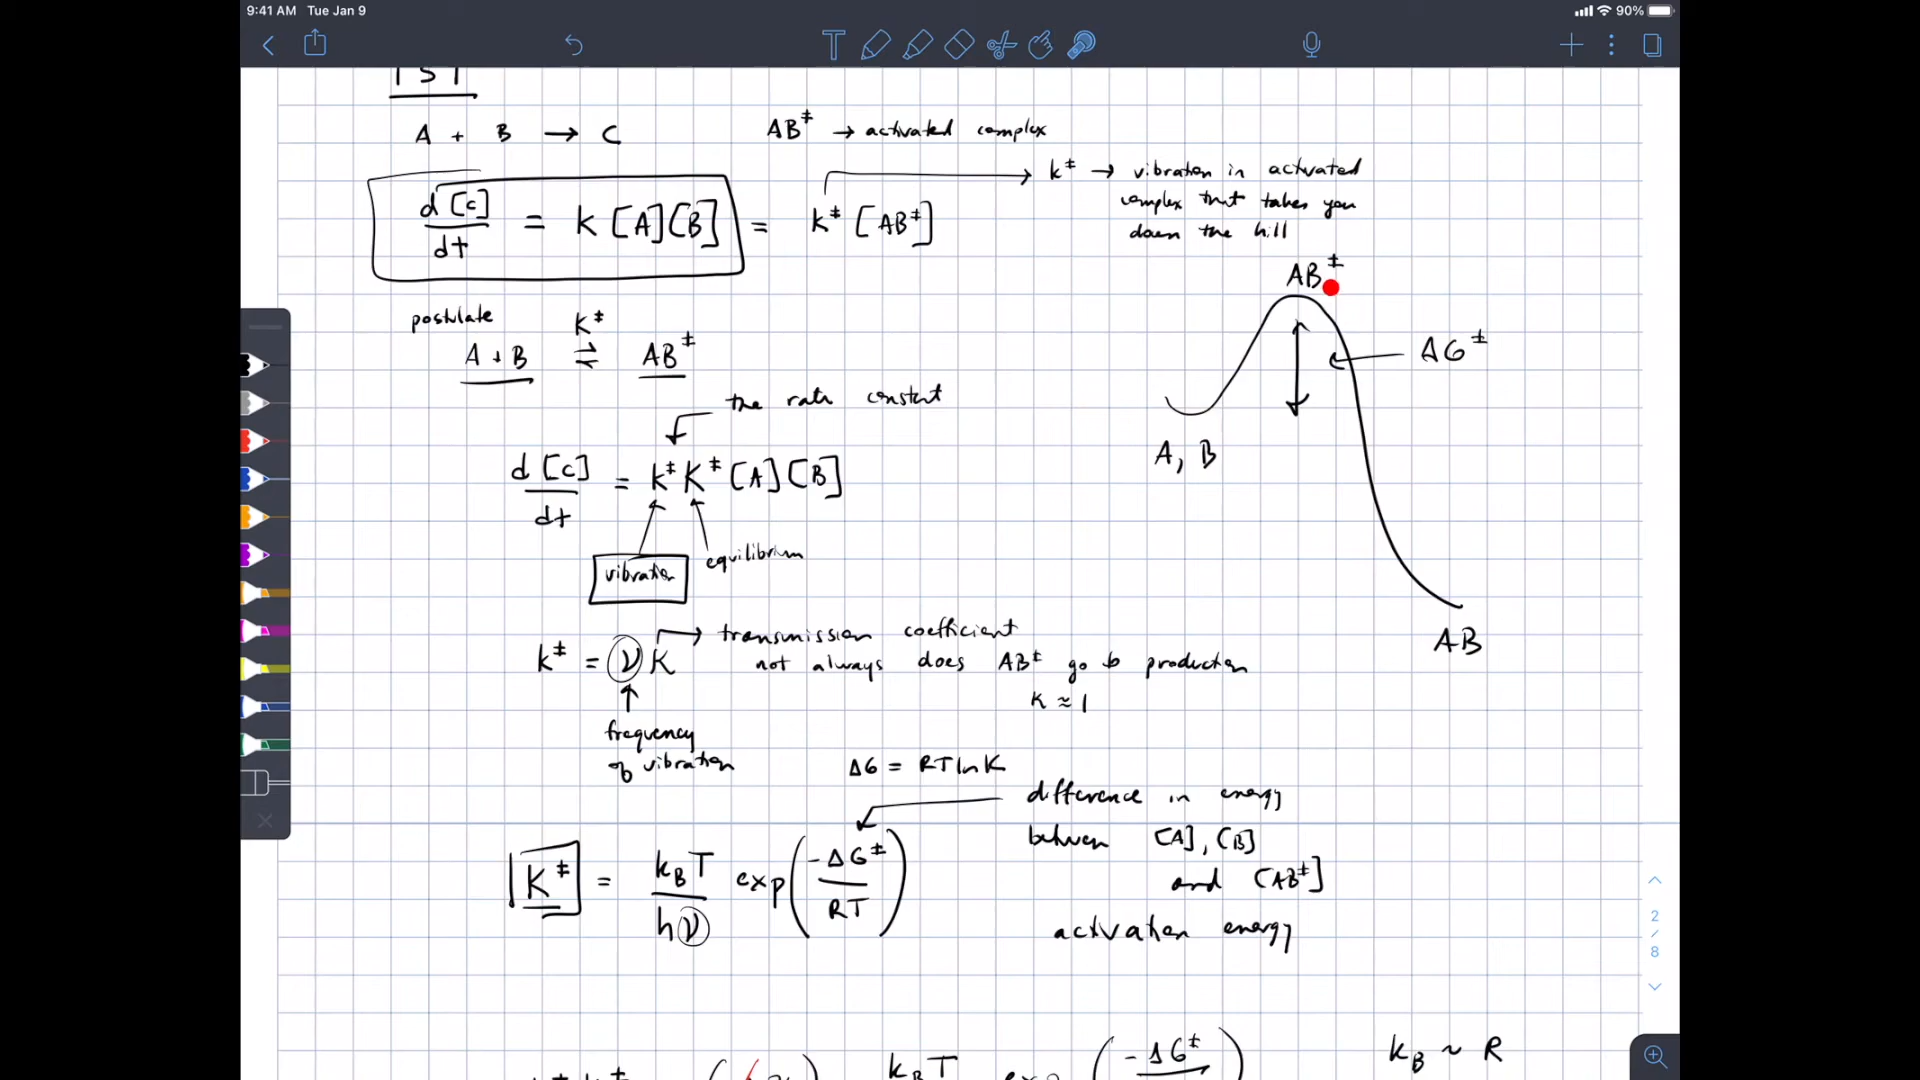 9:41 AM Tue Jan 9
90%
TST
A + B → C
AB‡ → activated complex
d[C]/dt = k [A][B] = k‡ [AB‡]
k‡ → vibration in activated
complex that takes you
down the hill
AB‡
ΔG‡
A, B
AB
postulate
K‡
A + B ⇌ AB‡
the rate constant
d[C]/dt = k‡ K‡ [A][B]
vibration
equilibrium
k‡ = ν κ → transmission coefficient
not always does AB‡ go to production
κ ≈ 1
frequency
of vibration
ΔG = RT ln K
difference in energy
between [A], [B]
and [AB‡]
activation energy
K‡ = kBT/hν exp(-ΔG‡/RT)
kBT
-ΔG‡
kB ~ R
2
/
8